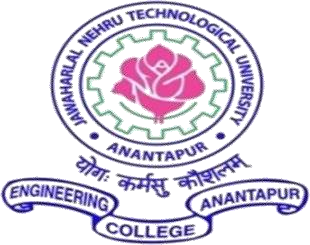 JAWAHARLAL NEHRU TECHNOLOGICAL UNIVERSITY
ANANTAPUR
योगः कर्मसु कौशलम्
ENGINEERING
COLLEGE
ANANTAPUR